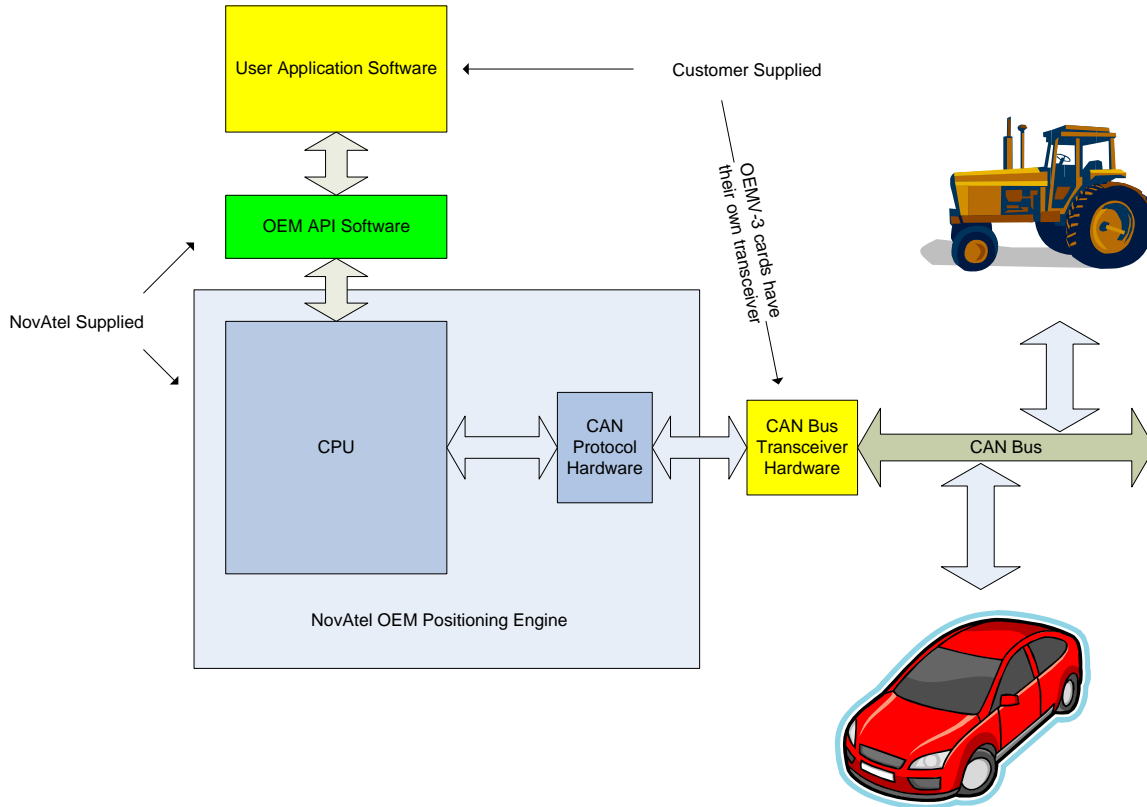 User Application Software
Customer Supplied
OEMV-3 cards have
their own transceiver
OEM API Software
NovAtel Supplied
CPU
CAN
Protocol
Hardware
CAN Bus
Transceiver
Hardware
CAN Bus
NovAtel OEM Positioning Engine